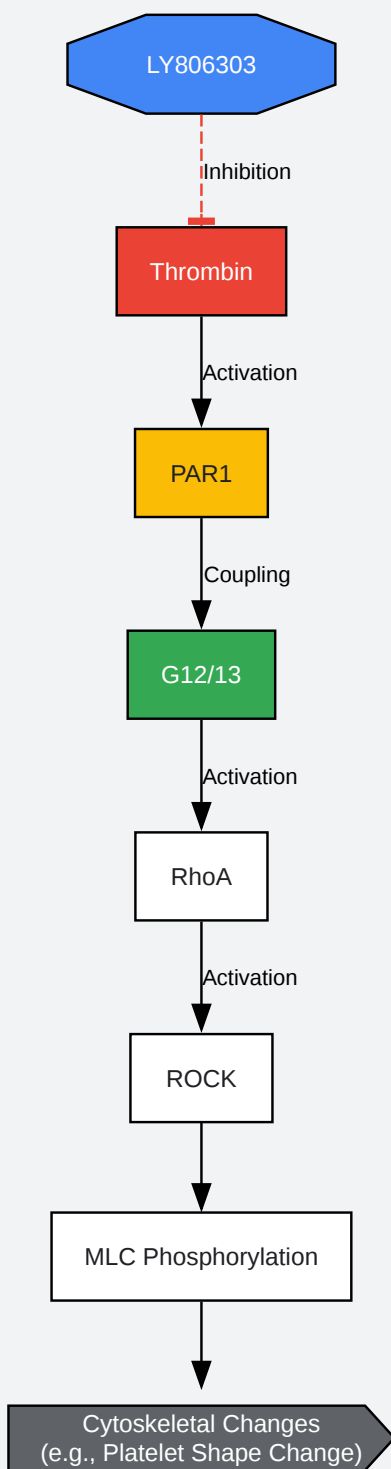 LY806303
Inhibition
Thrombin
Activation
PAR1
Coupling
G12/13
Activation
RhoA
Activation
ROCK
MLC Phosphorylation
Cytoskeletal Changes
(e.g., Platelet Shape Change)